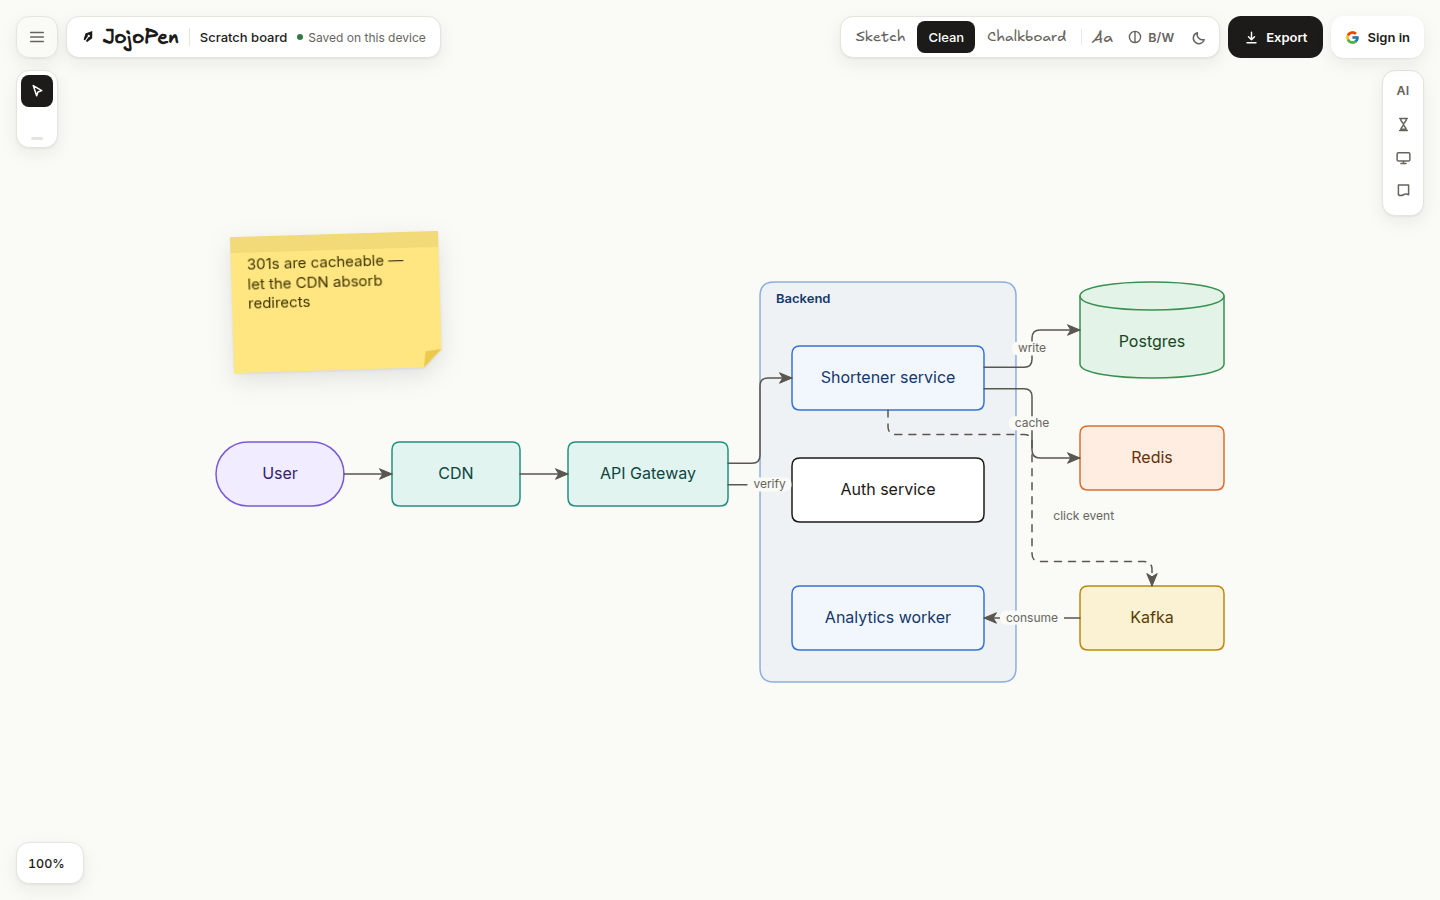 JojoPen
Scratch board
Saved on this device
Sketch
Clean
Chalkboard
Aa
B/W
Export
Sign in
AI
301s are cacheable —
let the CDN absorb
redirects
Backend
Shortener service
write
Postgres
cache
User
CDN
API Gateway
verify
Auth service
Redis
click event
Analytics worker
consume
Kafka
100%